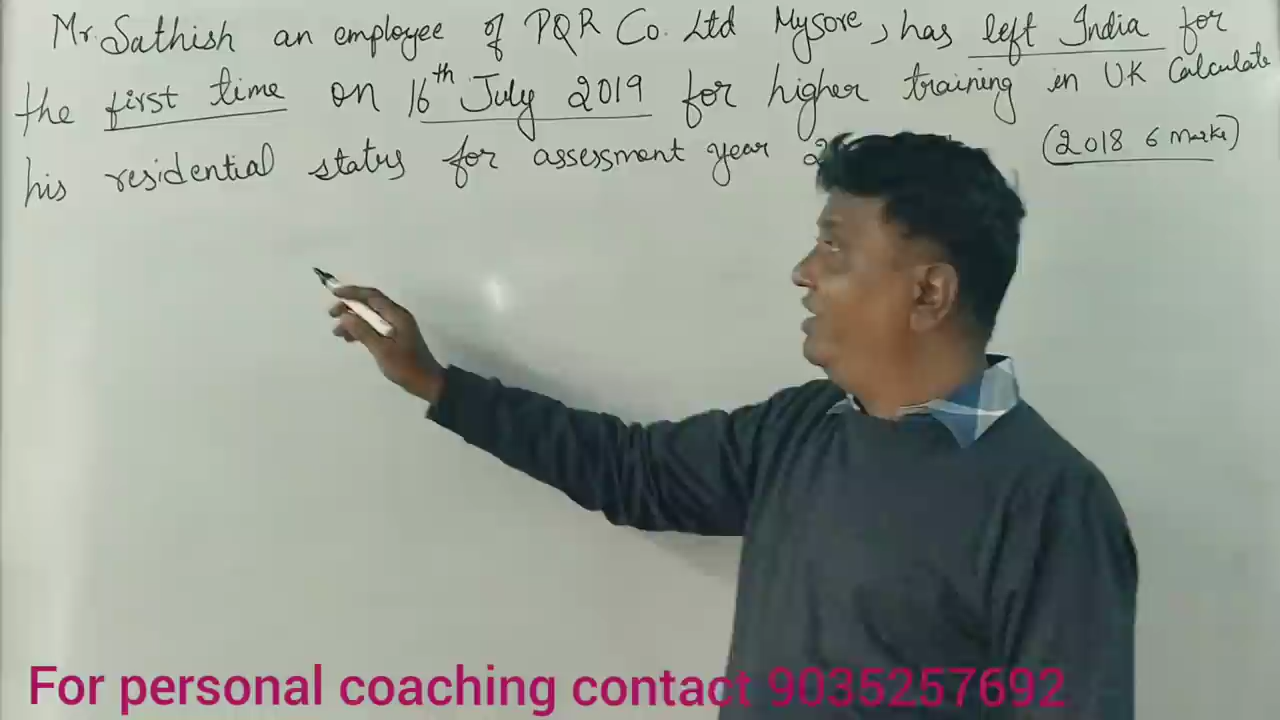 Mr. Sathish an employee of PQR Co. Ltd Mysore, has left India for
the first time on 16th July 2019 for higher training in UK Calculate
his residential status for assessment year (2018 6 Marks)
For personal coaching contact 9035257692